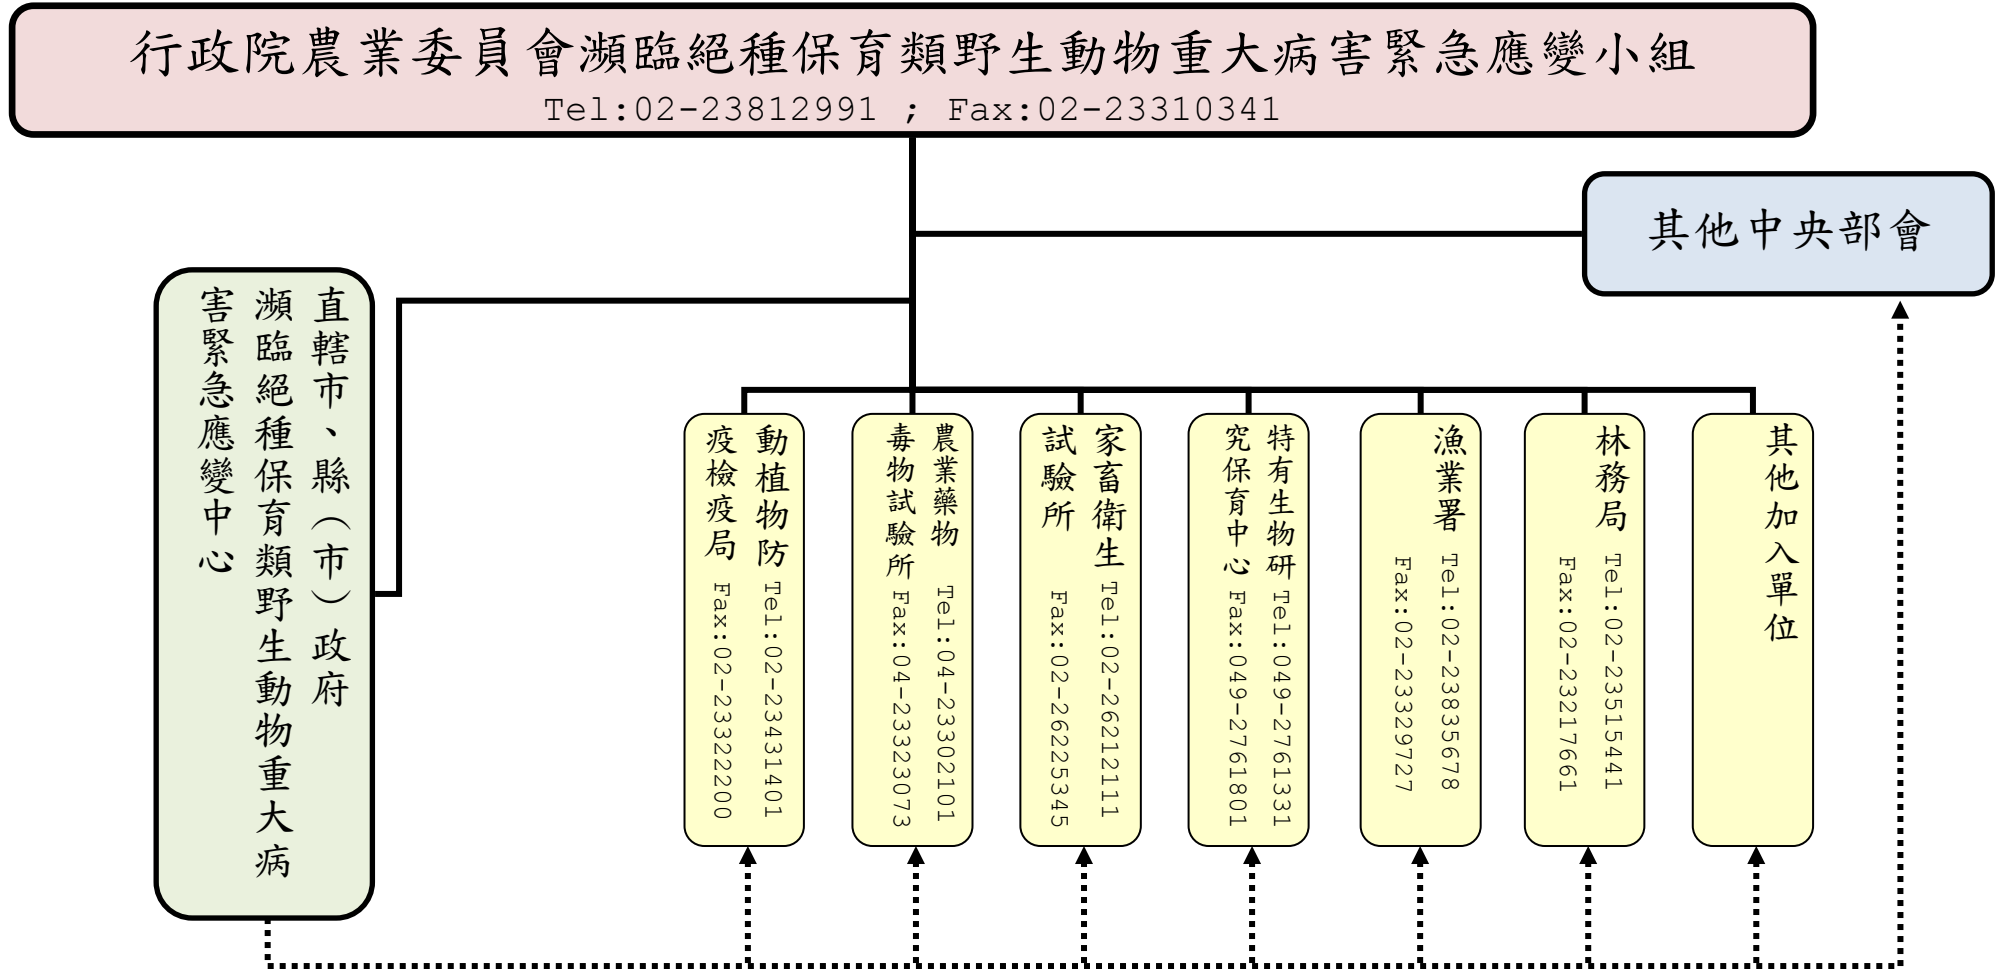 行政院農業委員會瀕臨絕種保育類野生動物重大病害緊急應變小組
Tel:02-23812991 ; Fax:02-23310341
其他中央部會
直轄市、縣（市）政府
瀕臨絕種保育類野生動物重大病
害緊急應變中心
動植物防 Tel:02-23431401
疫檢疫局 Fax:02-23322200
農業藥物 Tel:04-23302101
毒物試驗所 Fax:04-23323073
家畜衛生 Tel:02-26212111
試驗所 Fax:02-26225345
特有生物研 Tel:049-2761331
究保育中心 Fax:049-2761801
漁業署 Tel:02-23835678
Fax:02-23329727
林務局 Tel:02-23515441
Fax:02-23217661
其他加入單位